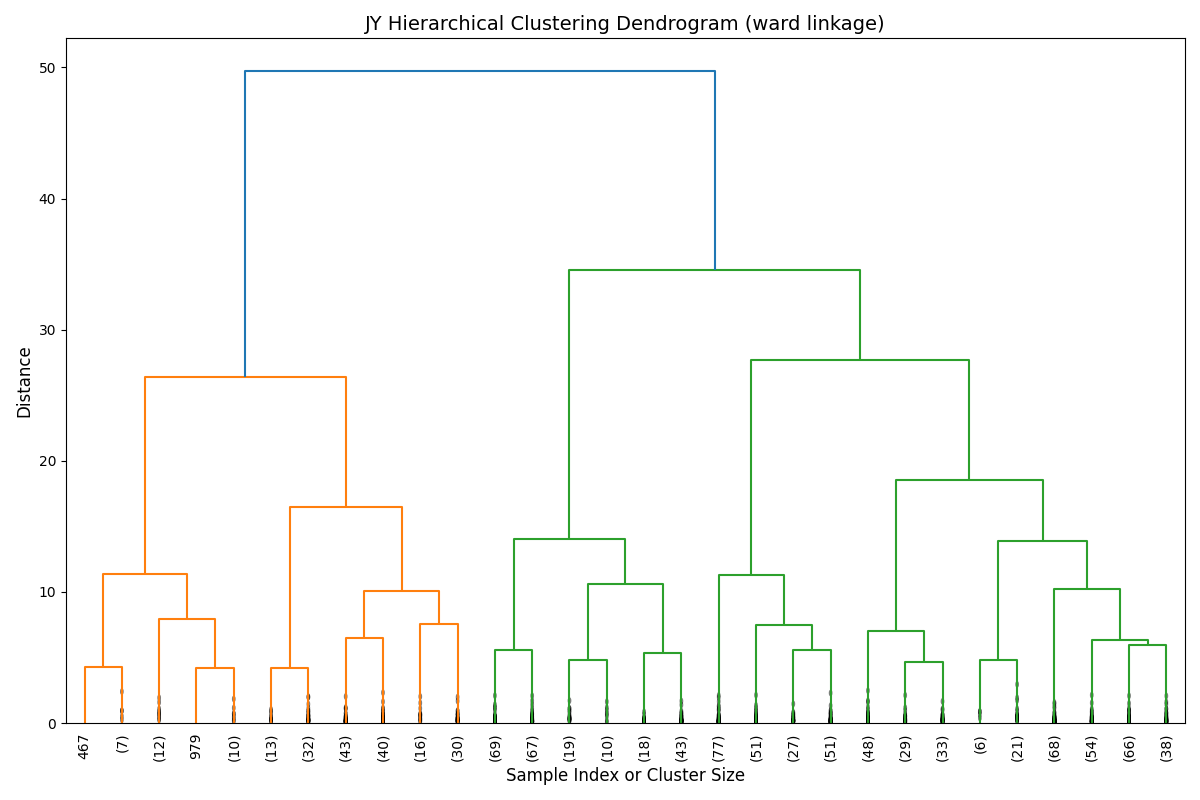 JY Hierarchical Clustering Dendrogram (ward linkage)
50
40
30
20
10
0
Distance
467 (7) (12) 979 (10) (13) (32) (43) (40) (16) (30) (69) (67) (19) (10) (18) (43) (77) (51) (27) (51) (48) (29) (33) (6) (21) (68) (54) (66) (38)
Sample Index or Cluster Size